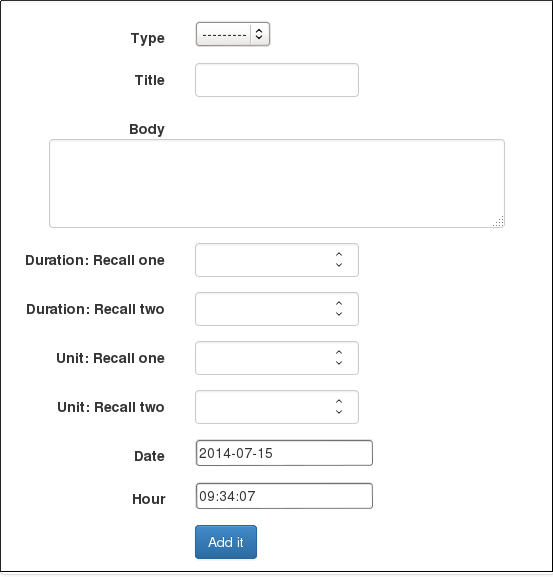 Type ---------
Title
Body
Duration: Recall one
Duration: Recall two
Unit: Recall one
Unit: Recall two
Date 2014-07-15
Hour 09:34:07
Add it